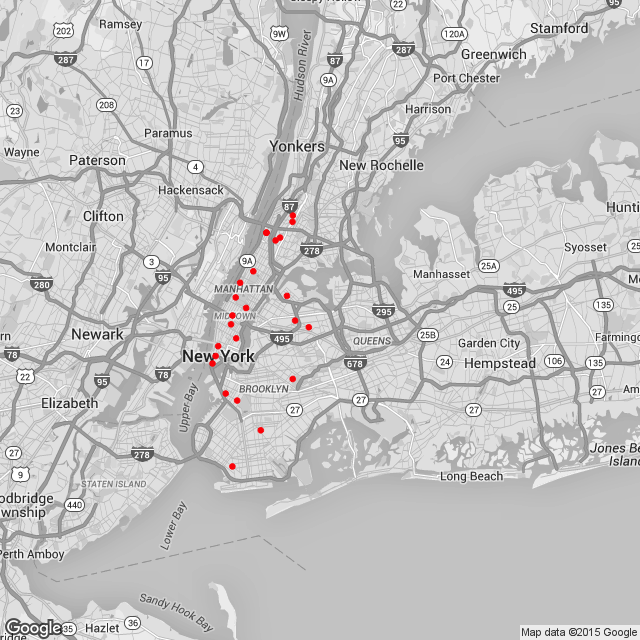 Sleepy Hollow
22
95
Stamford
202
Ramsey
9W
120A
287
Hudson River
287
Greenwich
87
17
9A
Port Chester
23
208
Harrison
Paramus
95
Wayne
Yonkers
Paterson
4
New Rochelle
Hackensack
87
Hunti
Clifton
Montclair
278
Syosset
3
9A
25A
Manhasset
95
280
MANHATTAN
495
Mo
295
25
135
MIDTOWN
Newark
QUEENS
25B
Farmingd
78
495
Garden City
New York
Hempstead
106
135
678
22
78
24
95
BROOKLYN
Am
Elizabeth
27
27
27
Upper Bay
27
278
Jones Be
Island
9
STATEN ISLAND
Long Beach
oodbridge
wnship
440
Lower Bay
Perth Amboy
Sandy Hook Bay
Google
35
Hazlet
36
ridge
Map data ©2015 Google